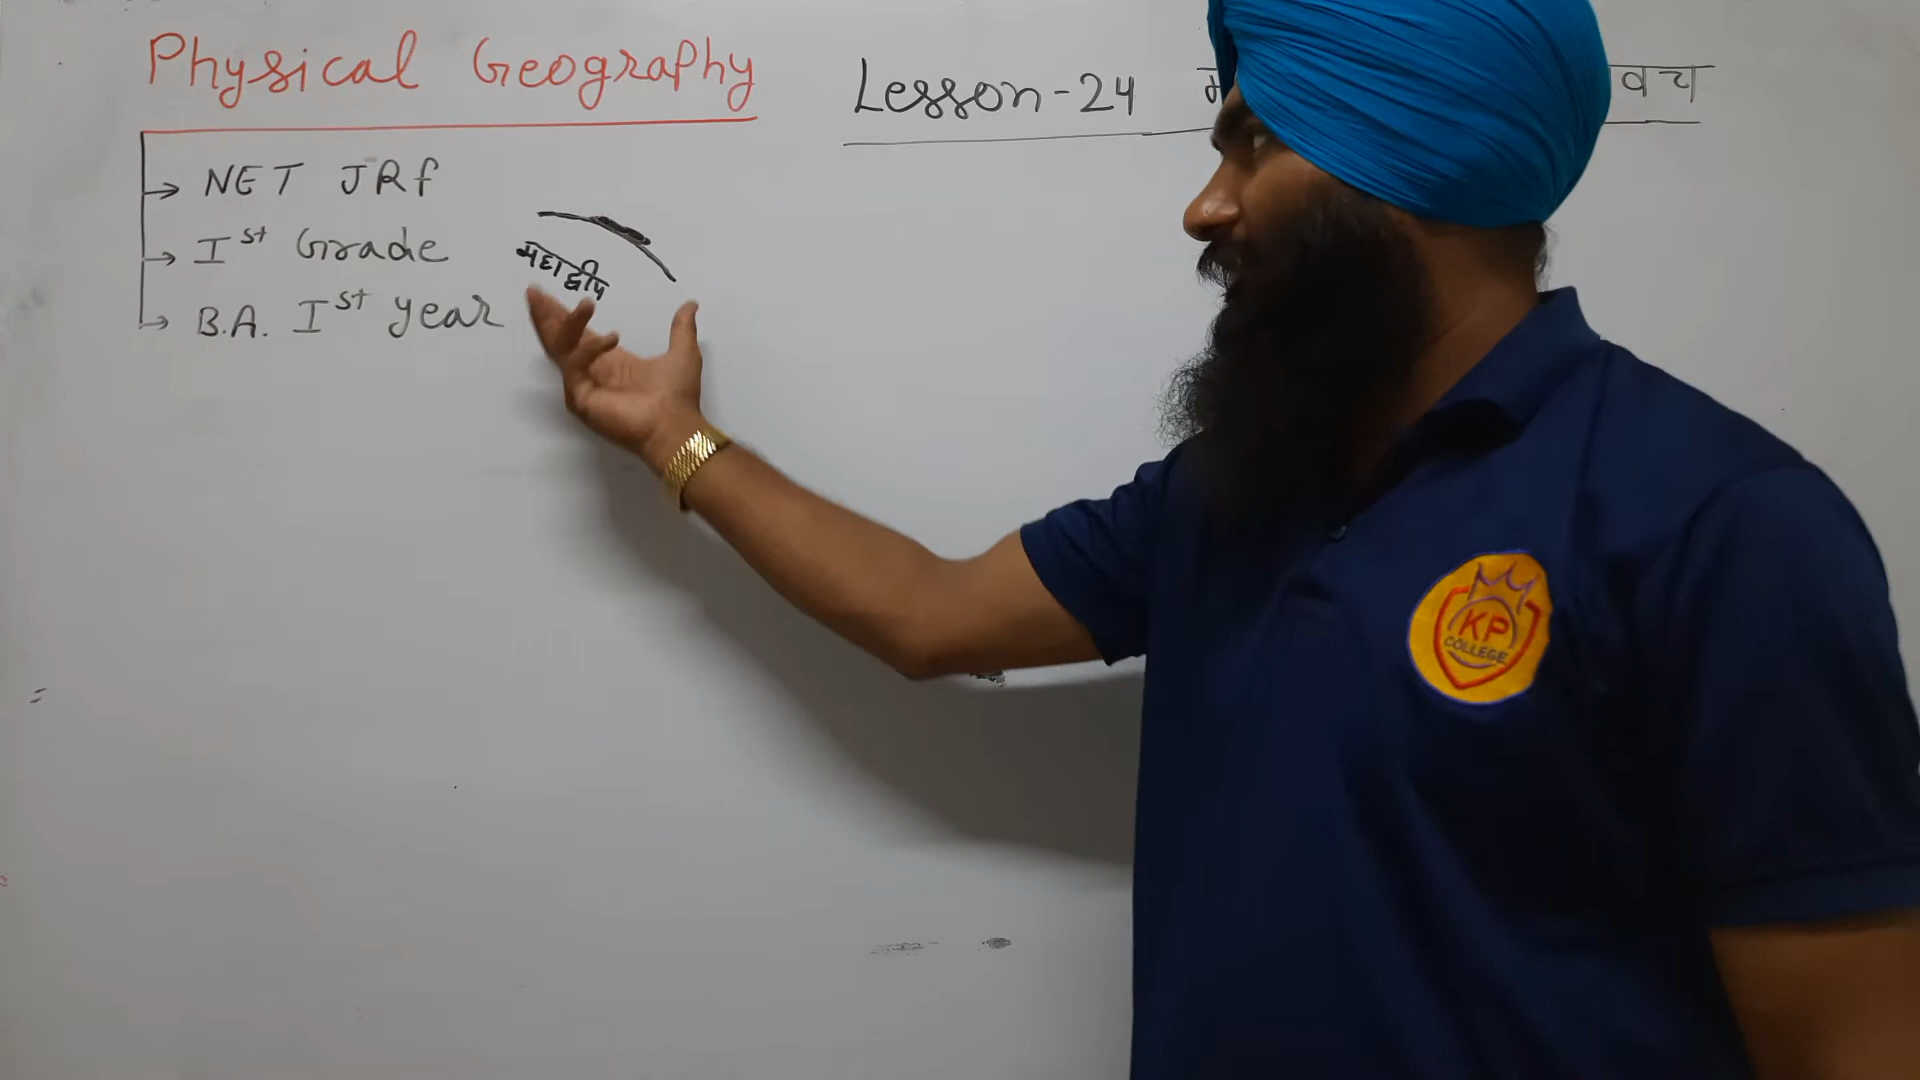 Physical Geography
Lesson-24
NET JRf
Ist Grade
B.A. Ist year
महाद्वीप
KP
COLLEGE